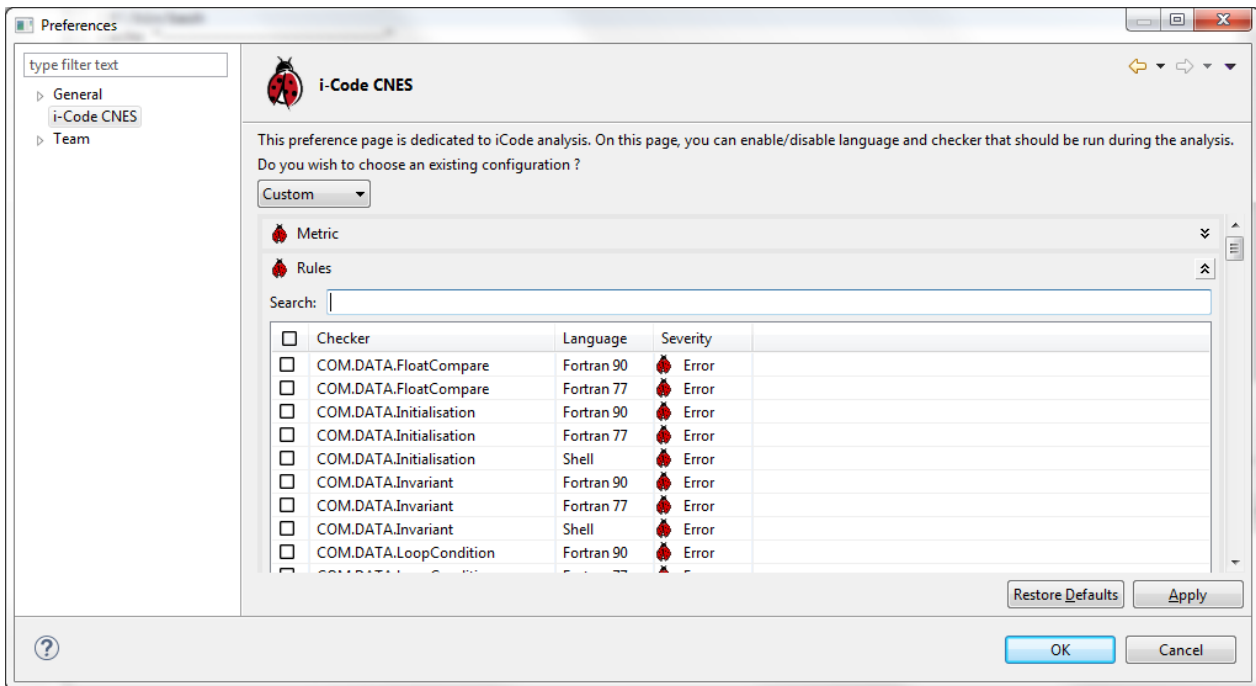 Preferences
type filter text
General
i-Code CNES
Team
i-Code CNES
This preference page is dedicated to iCode analysis. On this page, you can enable/disable language and checker that should be run during the analysis.
Do you wish to choose an existing configuration ?
Custom
Metric
Rules
Search:
Checker Language Severity
COM.DATA.FloatCompare Fortran 90 Error
COM.DATA.FloatCompare Fortran 77 Error
COM.DATA.Initialisation Fortran 90 Error
COM.DATA.Initialisation Fortran 77 Error
COM.DATA.Initialisation Shell Error
COM.DATA.Invariant Fortran 90 Error
COM.DATA.Invariant Fortran 77 Error
COM.DATA.Invariant Shell Error
COM.DATA.LoopCondition Fortran 90 Error
Restore Defaults Apply
OK Cancel